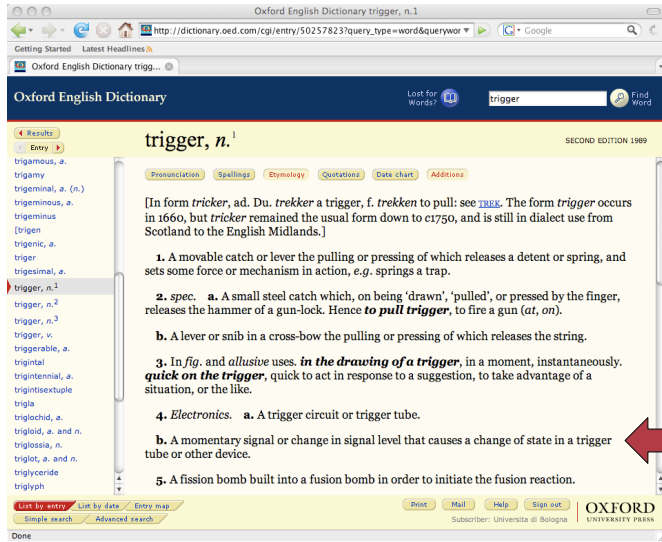 Oxford English Dictionary trigger, n.1
http://dictionary.oed.com/cgi/entry/50257823?query_type=word&querywor
G Google
Getting Started Latest Headlines
Oxford English Dictionary trigg...
Oxford English Dictionary
Lost for Words?
trigger
Find Word
Results
Entry
trigamous, a.
trigamy
trigeminal, a. (n.)
trigeminous, a.
trigeminus
[trigen
trigenic, a.
triger
trigesimal, a.
trigger, n.1
trigger, n.2
trigger, n.3
trigger, v.
triggerable, a.
trigintal
trigintennial, a.
trigintisextuple
trigla
triglochid, a.
trigloid, a. and n.
triglossia, n.
triglot, a. and n.
triglyceride
triglyph
trigger, n.1
SECOND EDITION 1989
Pronunciation Spellings Etymology Quotations Date chart Additions
[In form tricker, ad. Du. trekker a trigger, f. trekken to pull: see TREK. The form trigger occurs
in 1660, but tricker remained the usual form down to c1750, and is still in dialect use from
Scotland to the English Midlands.]
1. A movable catch or lever the pulling or pressing of which releases a detent or spring, and
sets some force or mechanism in action, e.g. springs a trap.
2. spec. a. A small steel catch which, on being ‘drawn’, ‘pulled’, or pressed by the finger,
releases the hammer of a gun-lock. Hence to pull trigger, to fire a gun (at, on).
b. A lever or snib in a cross-bow the pulling or pressing of which releases the string.
3. In fig. and allusive uses. in the drawing of a trigger, in a moment, instantaneously.
quick on the trigger, quick to act in response to a suggestion, to take advantage of a
situation, or the like.
4. Electronics. a. A trigger circuit or trigger tube.
b. A momentary signal or change in signal level that causes a change of state in a trigger
tube or other device.
5. A fission bomb built into a fusion bomb in order to initiate the fusion reaction.
List by entry List by date Entry map
Simple search Advanced search
Print Mail Help Sign out
Subscriber: Universita di Bologna
OXFORD
UNIVERSITY PRESS
Done